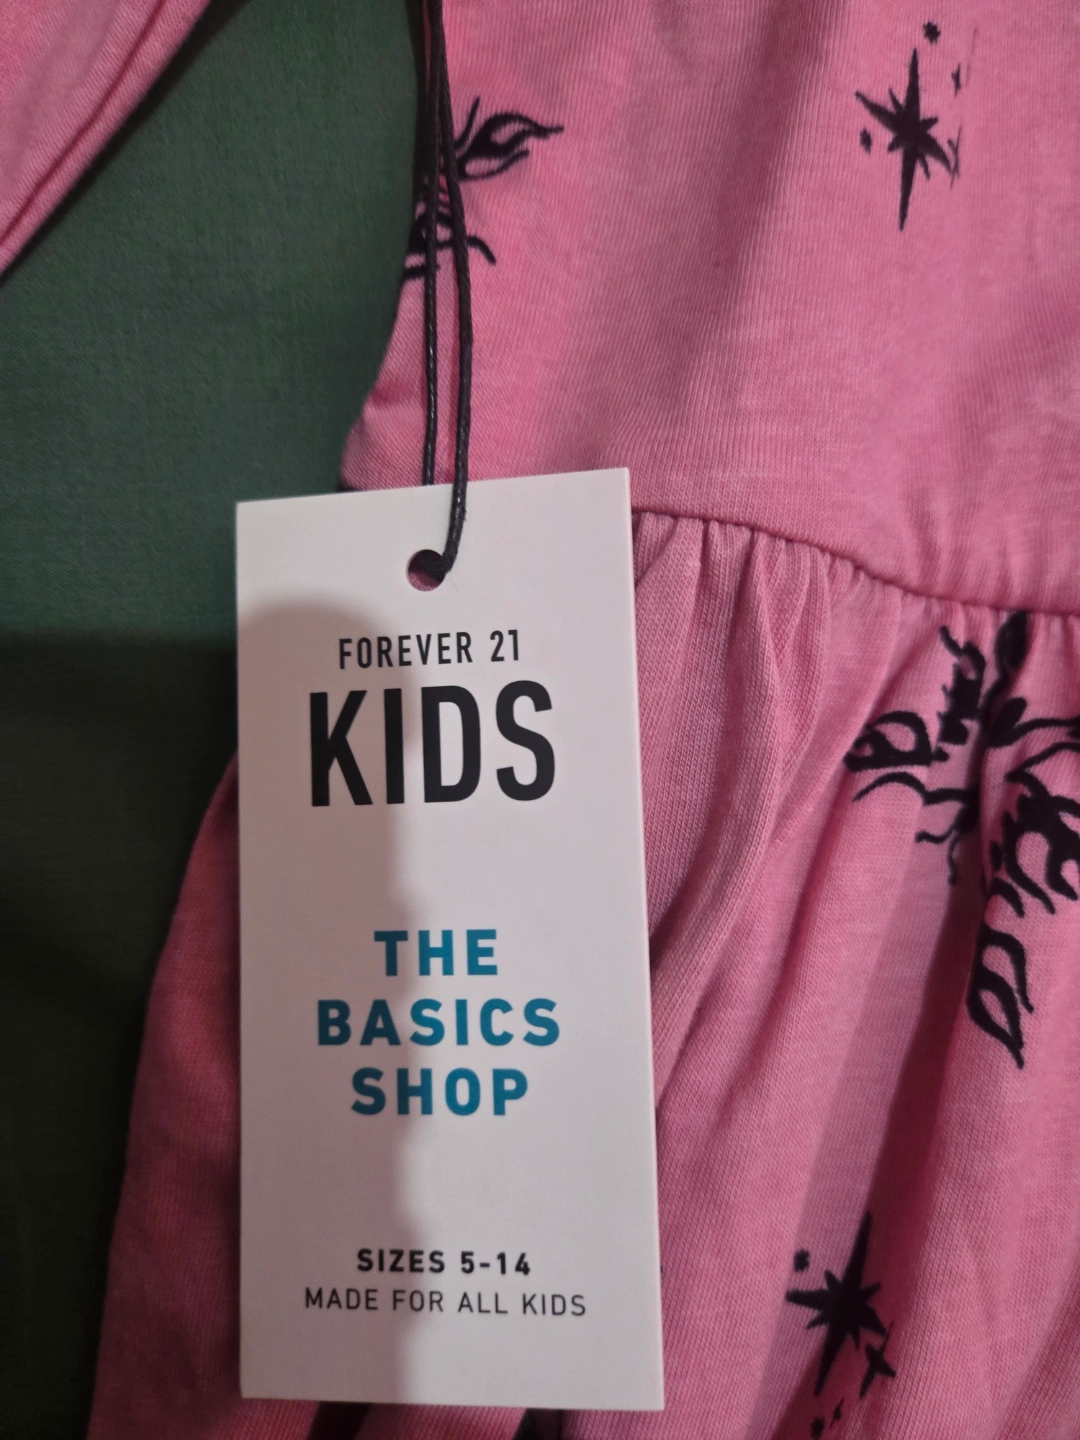 FOREVER 21
KIDS
THE
BASICS
SHOP
SIZES 5-14
MADE FOR ALL KIDS